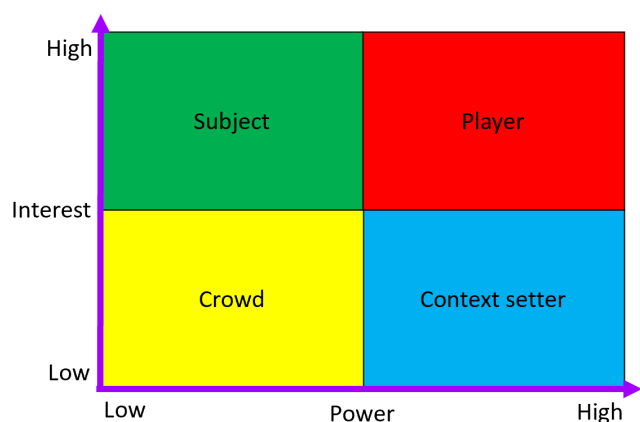 High
Subject
Player
Interest
Crowd
Context setter
Low
Low
Power
High